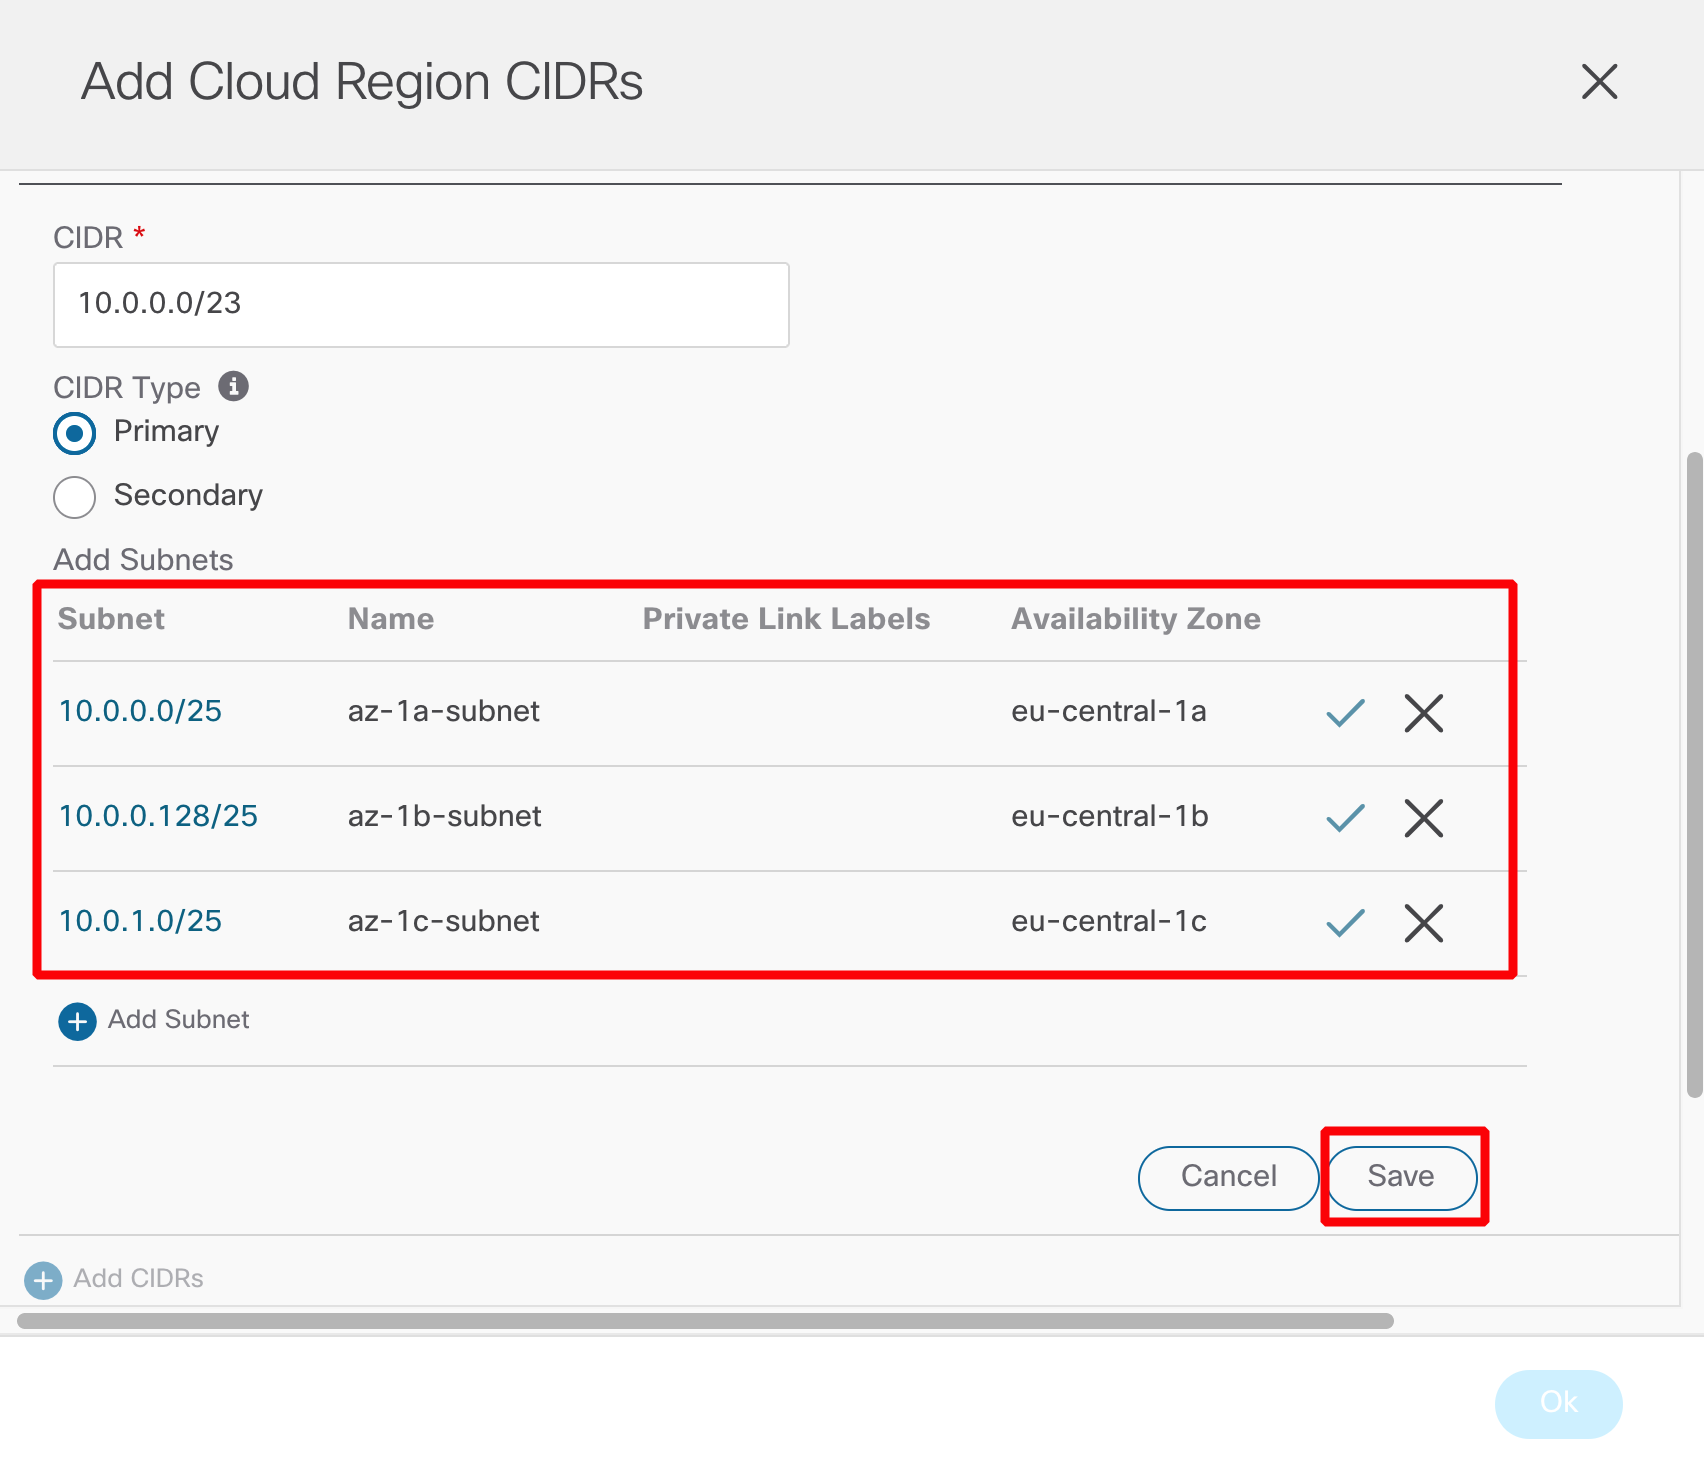 Add Cloud Region CIDRs
CIDR *
10.0.0.0/23
CIDR Type
Primary
Secondary
Add Subnets
Subnet Name Private Link Labels Availability Zone
10.0.0.0/25 az-1a-subnet eu-central-1a
10.0.0.128/25 az-1b-subnet eu-central-1b
10.0.1.0/25 az-1c-subnet eu-central-1c
Add Subnet
Cancel Save
Add CIDRs
Ok